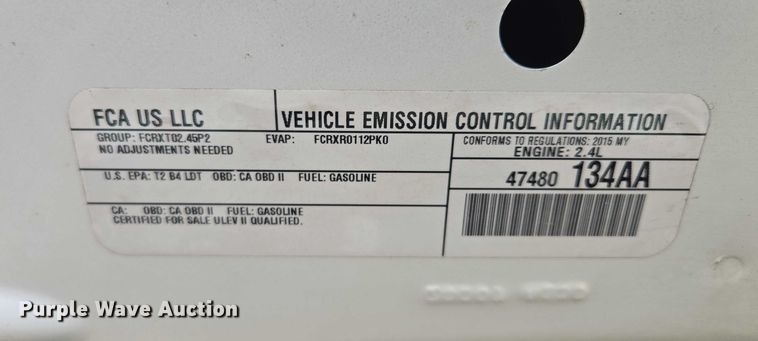 FCA US LLC
VEHICLE EMISSION CONTROL INFORMATION
GROUP: FCRXT02.45P2 EVAP: FCRXR0112PK0
NO ADJUSTMENTS NEEDED
CONFORMS TO REGULATIONS: 2015 MY
ENGINE: 2.4L
U.S. EPA: T2 B4 LDT OBD: CA OBD II FUEL: GASOLINE
47480 134AA
CA: OBD: CA OBD II FUEL: GASOLINE
CERTIFIED FOR SALE ULEV II QUALIFIED.
Purple Wave Auction